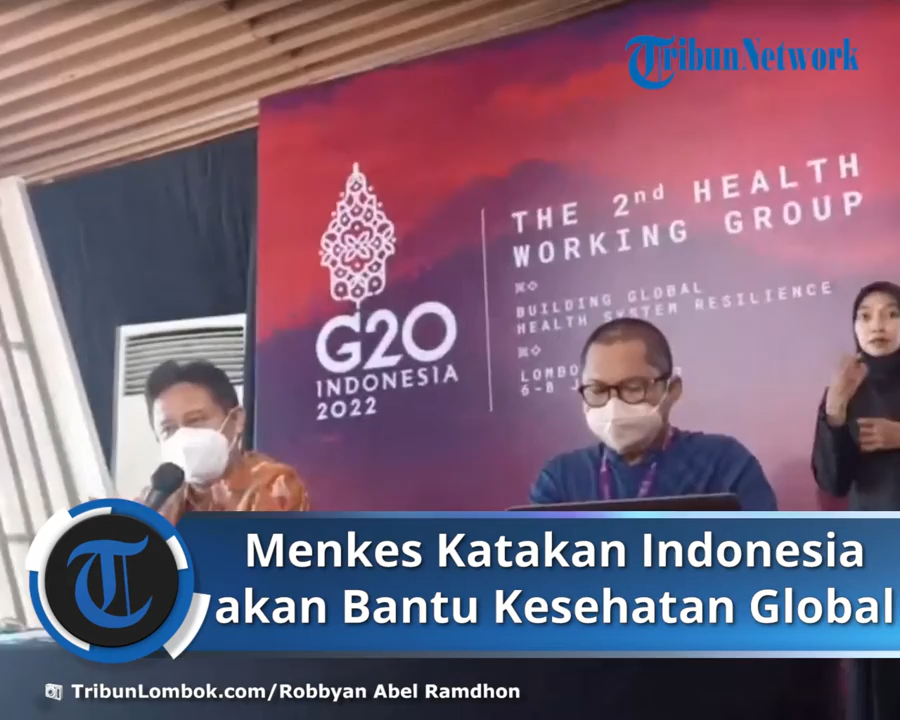 TribunNetwork
THE 2nd HEALTH
WORKING GROUP
BUILDING GLOBAL
HEALTH SYSTEM RESILIENCE
G20
INDONESIA
2022
Menkes Katakan Indonesia
akan Bantu Kesehatan Global
TribunLombok.com/Robbyan Abel Ramdhon